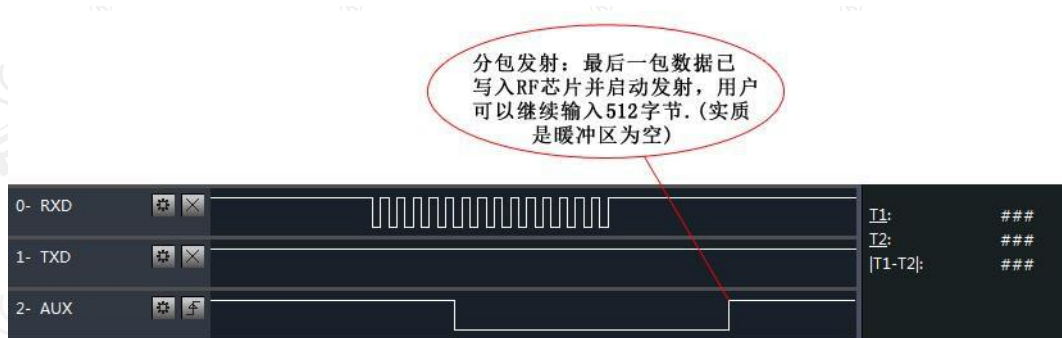 分包发射：最后一包数据已
写入RF芯片并启动发射，用户
可以继续输入512字节.(实质
是暖冲区为空)
0- RXD
T1: ###
1- TXD
T2: ###
|T1-T2|: ###
2- AUX